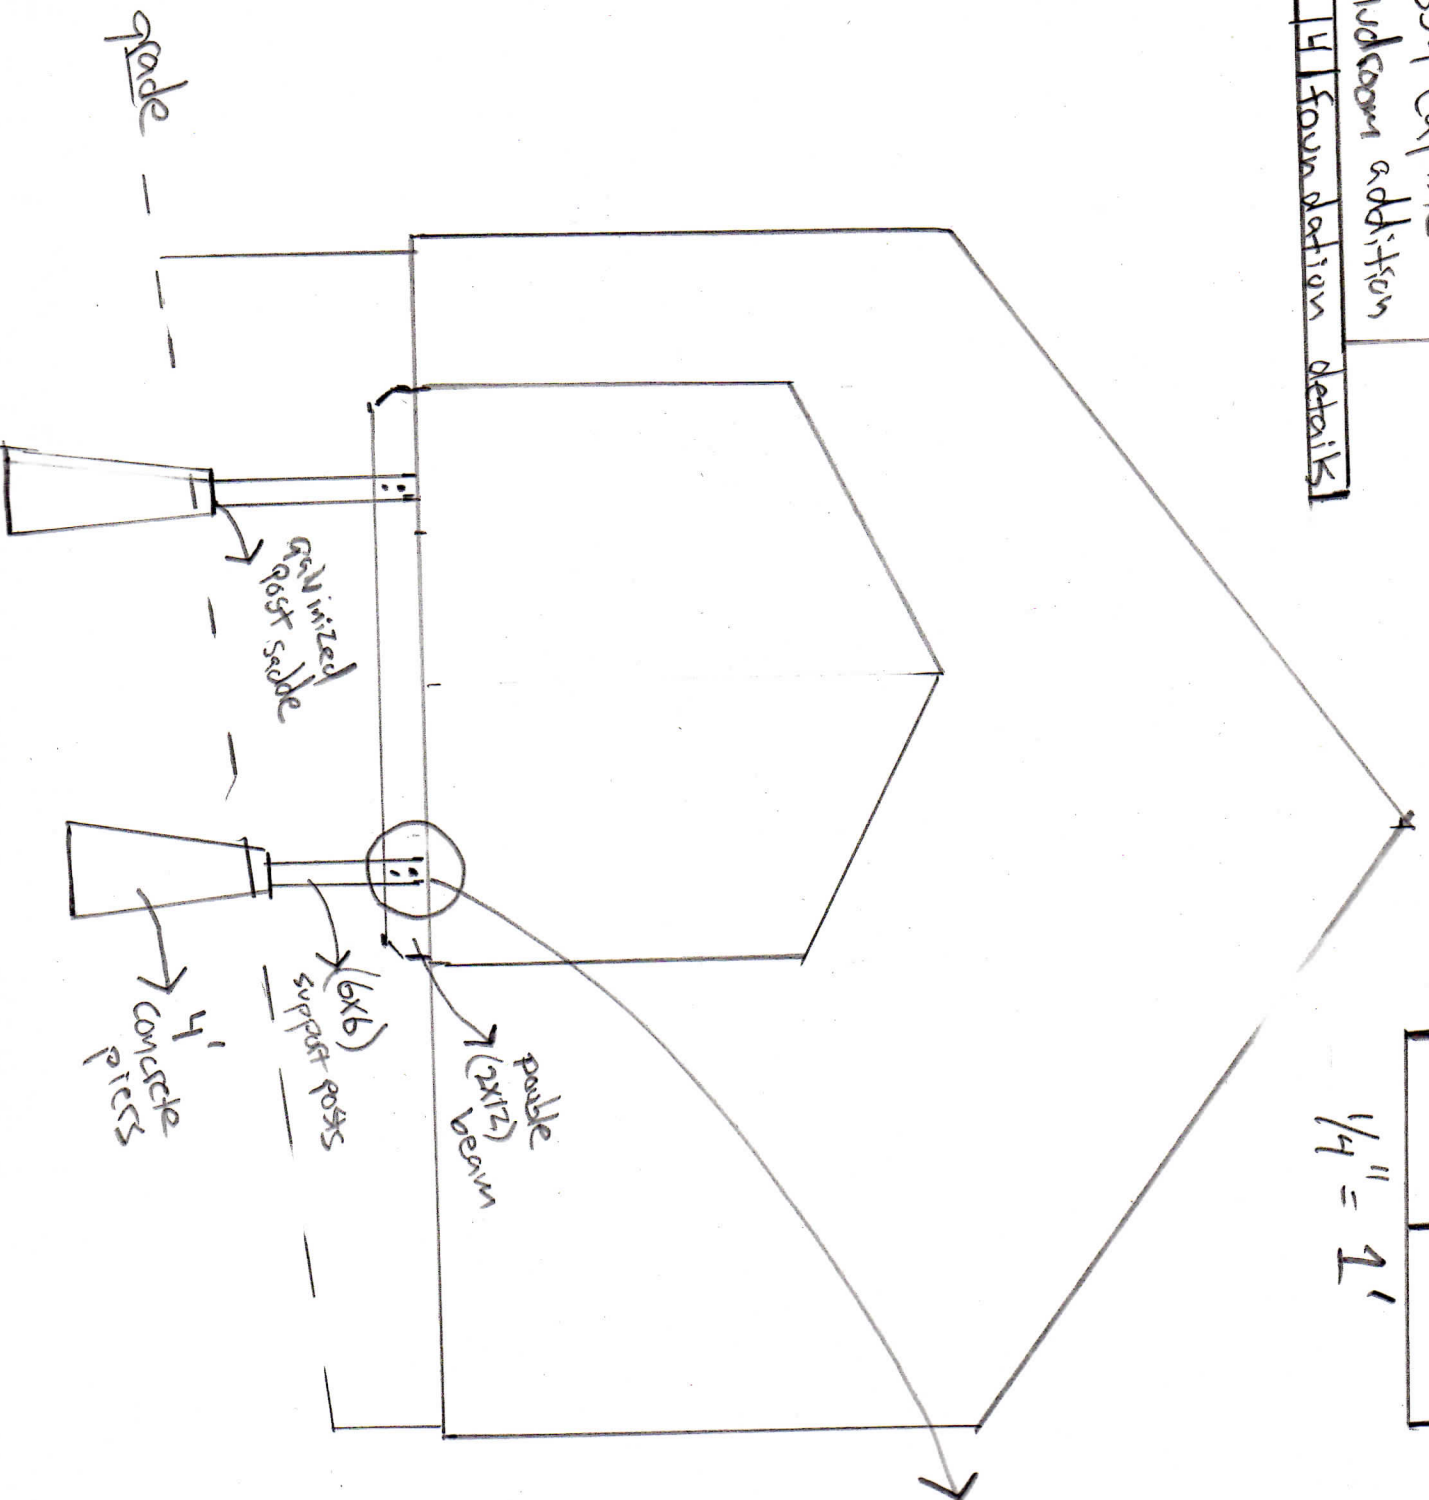 mudroom addition
4 foundation details
1/4" = 1'
double
(2x12)
beam
(6x6)
support posts
galvinized
post saddle
4'
concrete
piers
grade